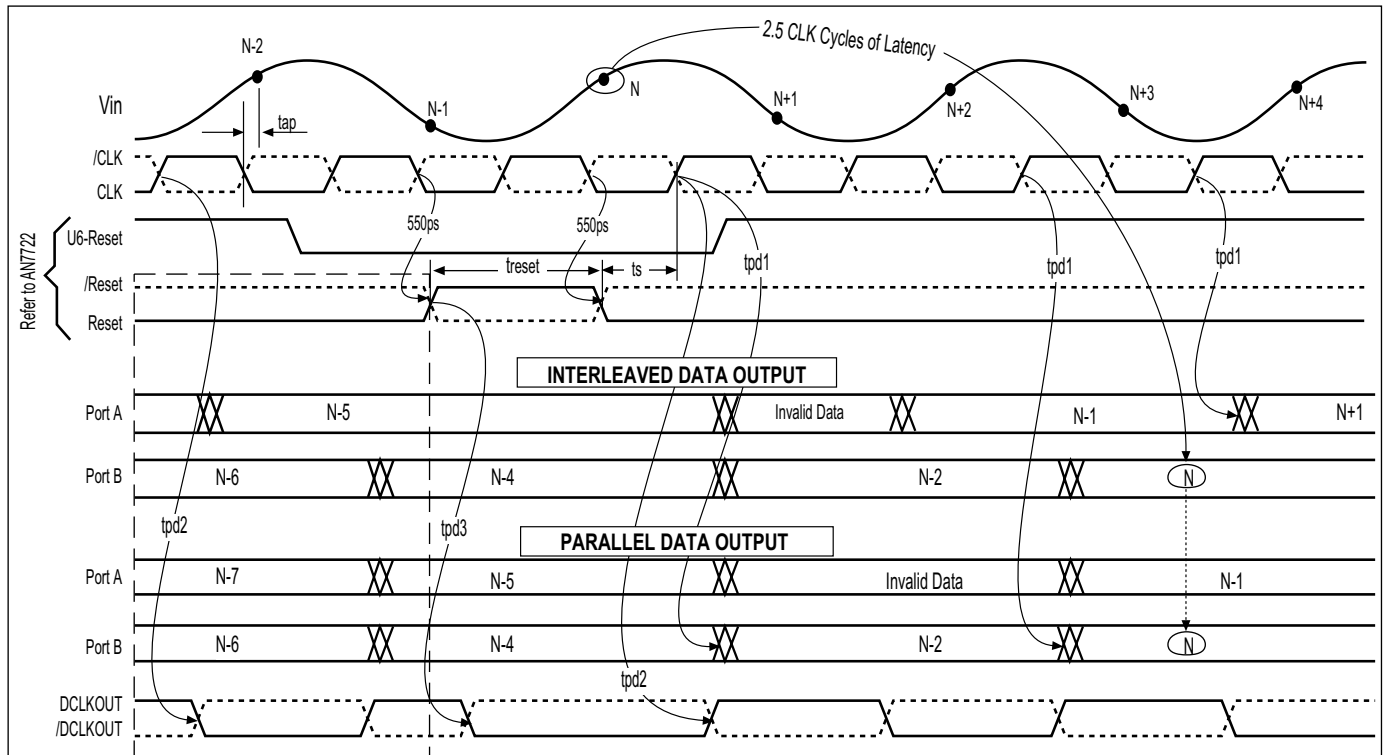 2.5 CLK Cycles of Latency
N-2
N
N-1
N+1
N+2
N+3
N+4
Vin
tap
/CLK
CLK
Refer to AN7722
U6-Reset
550ps
550ps
treset
ts
tpd1
tpd1
tpd1
/Reset
Reset
INTERLEAVED DATA OUTPUT
Port A
N-5
Invalid Data
N-1
N+1
Port B
N-6
N-4
N-2
N
tpd2
tpd3
PARALLEL DATA OUTPUT
Port A
N-7
N-5
Invalid Data
N-1
Port B
N-6
N-4
N-2
N
tpd2
DCLKOUT
/DCLKOUT